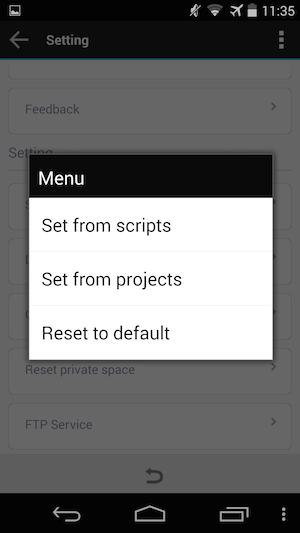 11:35
Setting
Feedback
Setting
Menu
Set from scripts
Set from projects
Reset to default
Reset private space
FTP Service